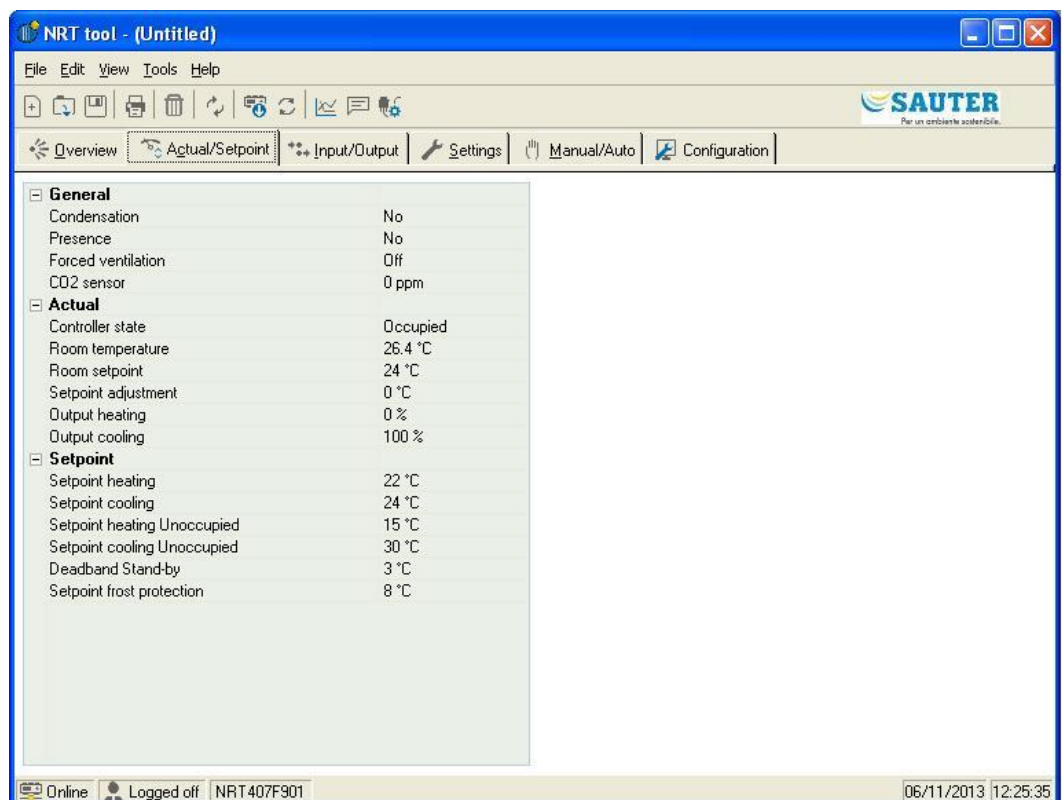 NRT tool - (Untitled)
File Edit View Tools Help
SAUTER
Per un ambiente sostenibile.
Overview Actual/Setpoint Input/Output Settings Manual/Auto Configuration
General
Condensation No
Presence No
Forced ventilation Off
CO2 sensor 0 ppm
Actual
Controller state Occupied
Room temperature 26.4 °C
Room setpoint 24 °C
Setpoint adjustment 0 °C
Output heating 0 %
Output cooling 100 %
Setpoint
Setpoint heating 22 °C
Setpoint cooling 24 °C
Setpoint heating Unoccupied 15 °C
Setpoint cooling Unoccupied 30 °C
Deadband Stand-by 3 °C
Setpoint frost protection 8 °C
Online Logged off NRT407F901 06/11/2013 12:25:35